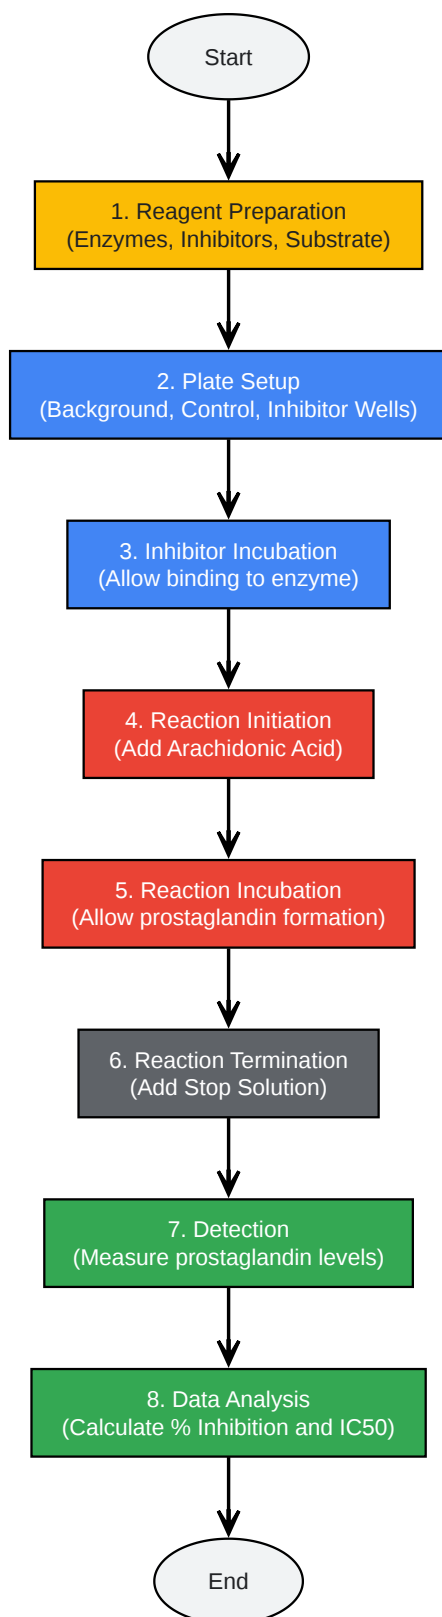 Start
1. Reagent Preparation
(Enzymes, Inhibitors, Substrate)
2. Plate Setup
(Background, Control, Inhibitor Wells)
3. Inhibitor Incubation
(Allow binding to enzyme)
4. Reaction Initiation
(Add Arachidonic Acid)
5. Reaction Incubation
(Allow prostaglandin formation)
6. Reaction Termination
(Add Stop Solution)
7. Detection
(Measure prostaglandin levels)
8. Data Analysis
(Calculate % Inhibition and IC50)
End